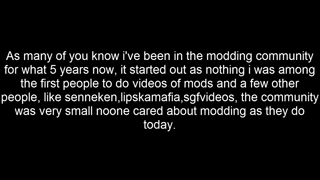 As many of you know i've been in the modding community
for what 5 years now, it started out as nothing i was among
the first people to do videos of mods and a few other
people, like senneken,lipskamafia,sgfvideos, the community
was very small noone cared about modding as they do
today.